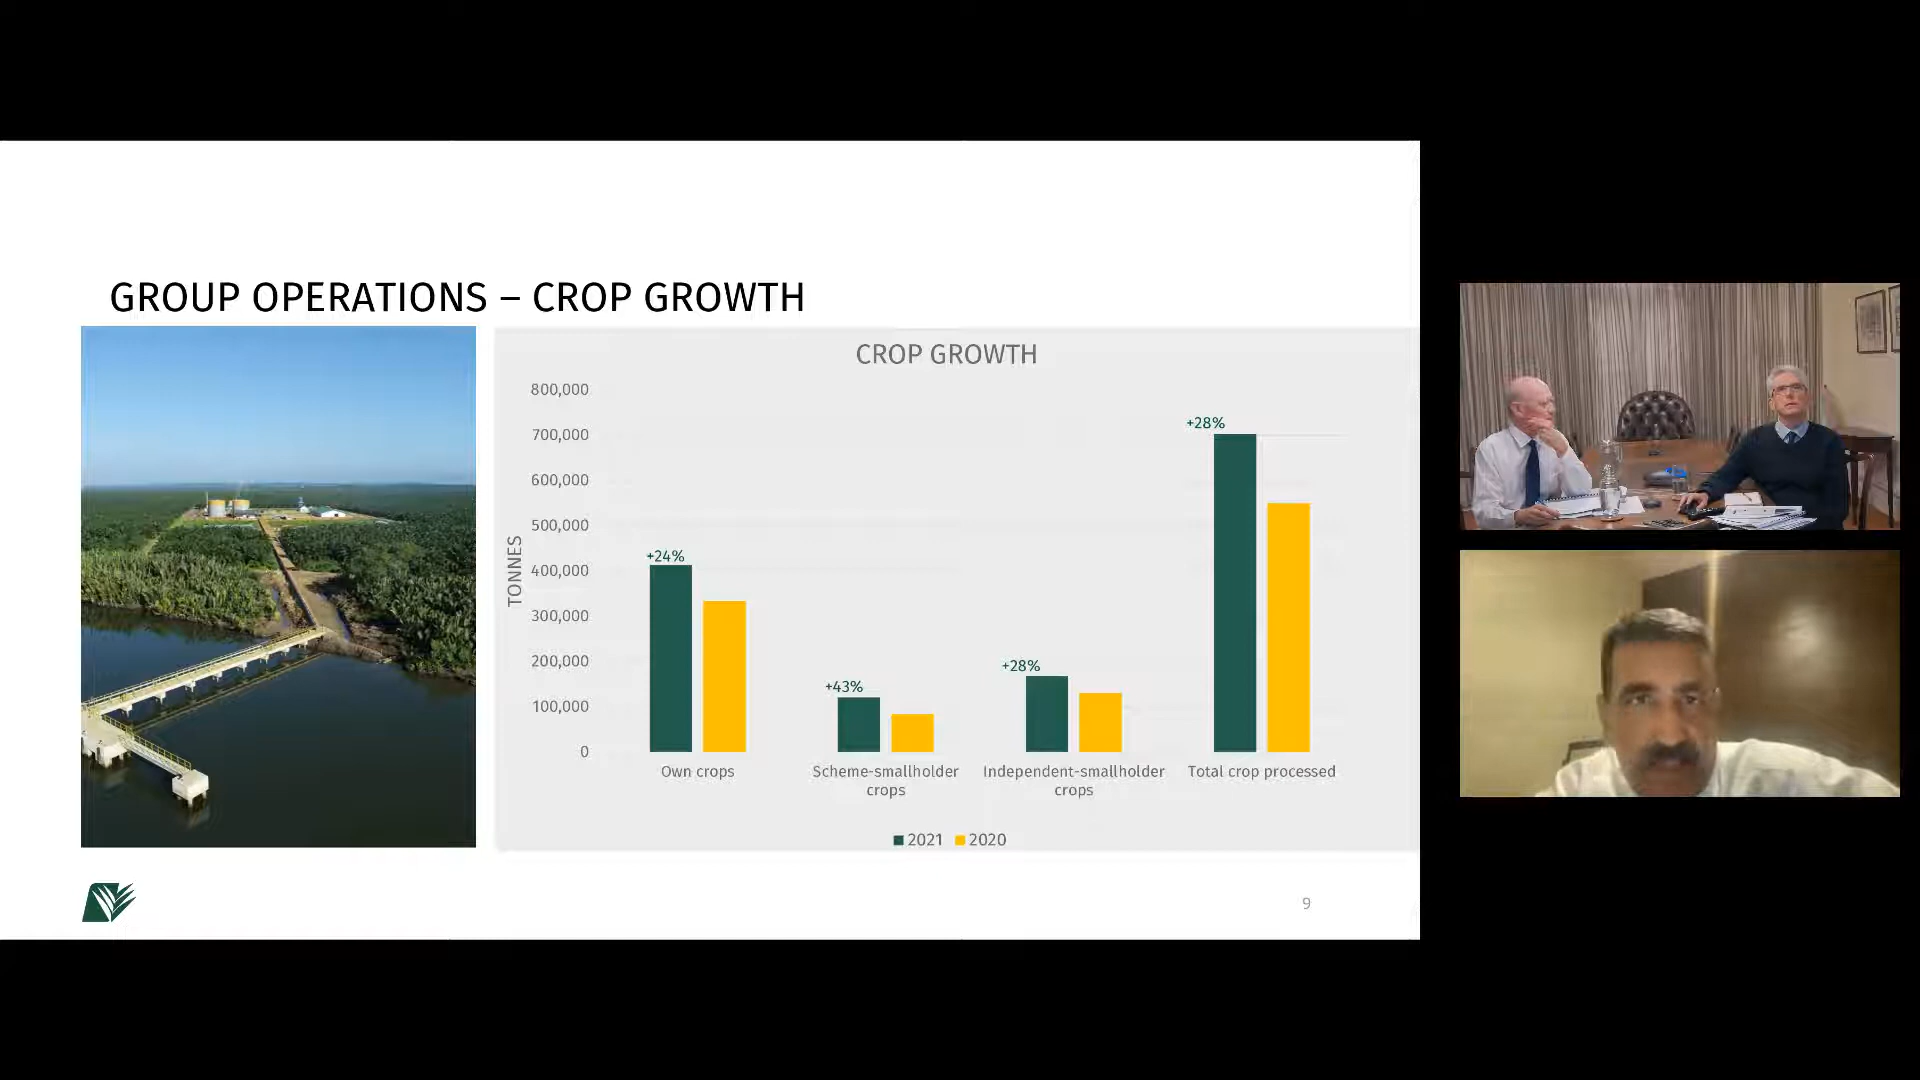 GROUP OPERATIONS – CROP GROWTH
CROP GROWTH
TONNES
800,000
700,000
600,000
500,000
400,000
300,000
200,000
100,000
0
+24%
+43%
+28%
+28%
Own crops
Scheme-smallholder
crops
Independent-smallholder
crops
Total crop processed
2021 2020
9